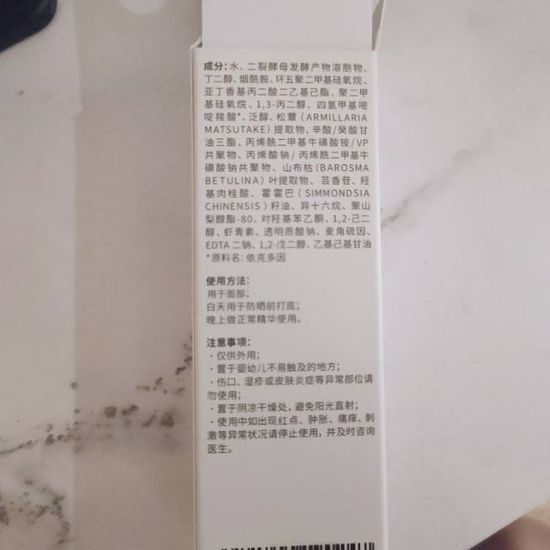 成分：水、二裂酵母发酵产物溶胞物、
丁二醇、烟酰胺、环五聚二甲基硅氧烷、
亚丁香基丙二酸二乙基己酯、聚二甲
基硅氧烷、1,3-丙二醇、四氢甲基嘧
啶羧酸*、泛醇、松蕈（ARMILLARIA
MATSUTAKE）提取物、辛酸/癸酸甘
油三酯、丙烯酰二甲基牛磺酸铵/VP
共聚物、丙烯酸钠/丙烯酰二甲基牛
磺酸钠共聚物、山布枯（BAROSMA
BETULINA）叶提取物、芸香苷、羟
基肉桂酸、霍霍巴（SIMMONDSIA
CHINENSIS）籽油、异十六烷、聚山
梨醇酯-80、对羟基苯乙酮、1,2-己二
醇、虾青素、透明质酸钠、麦角硫因、
EDTA 二钠、1,2-戊二醇、乙基己基甘油
*原料名：依克多因
使用方法：
用于面部；
白天用于防晒前打底；
晚上做正常精华使用。
注意事项：
·仅供外用；
·置于婴幼儿不易触及的地方；
·伤口、湿疹或皮肤炎症等异常部位请
勿使用；
·置于阴凉干燥处，避免阳光直射；
·使用中如出现红点、肿胀、瘙痒、刺
激等异常状况请停止使用，并及时咨询
医生。